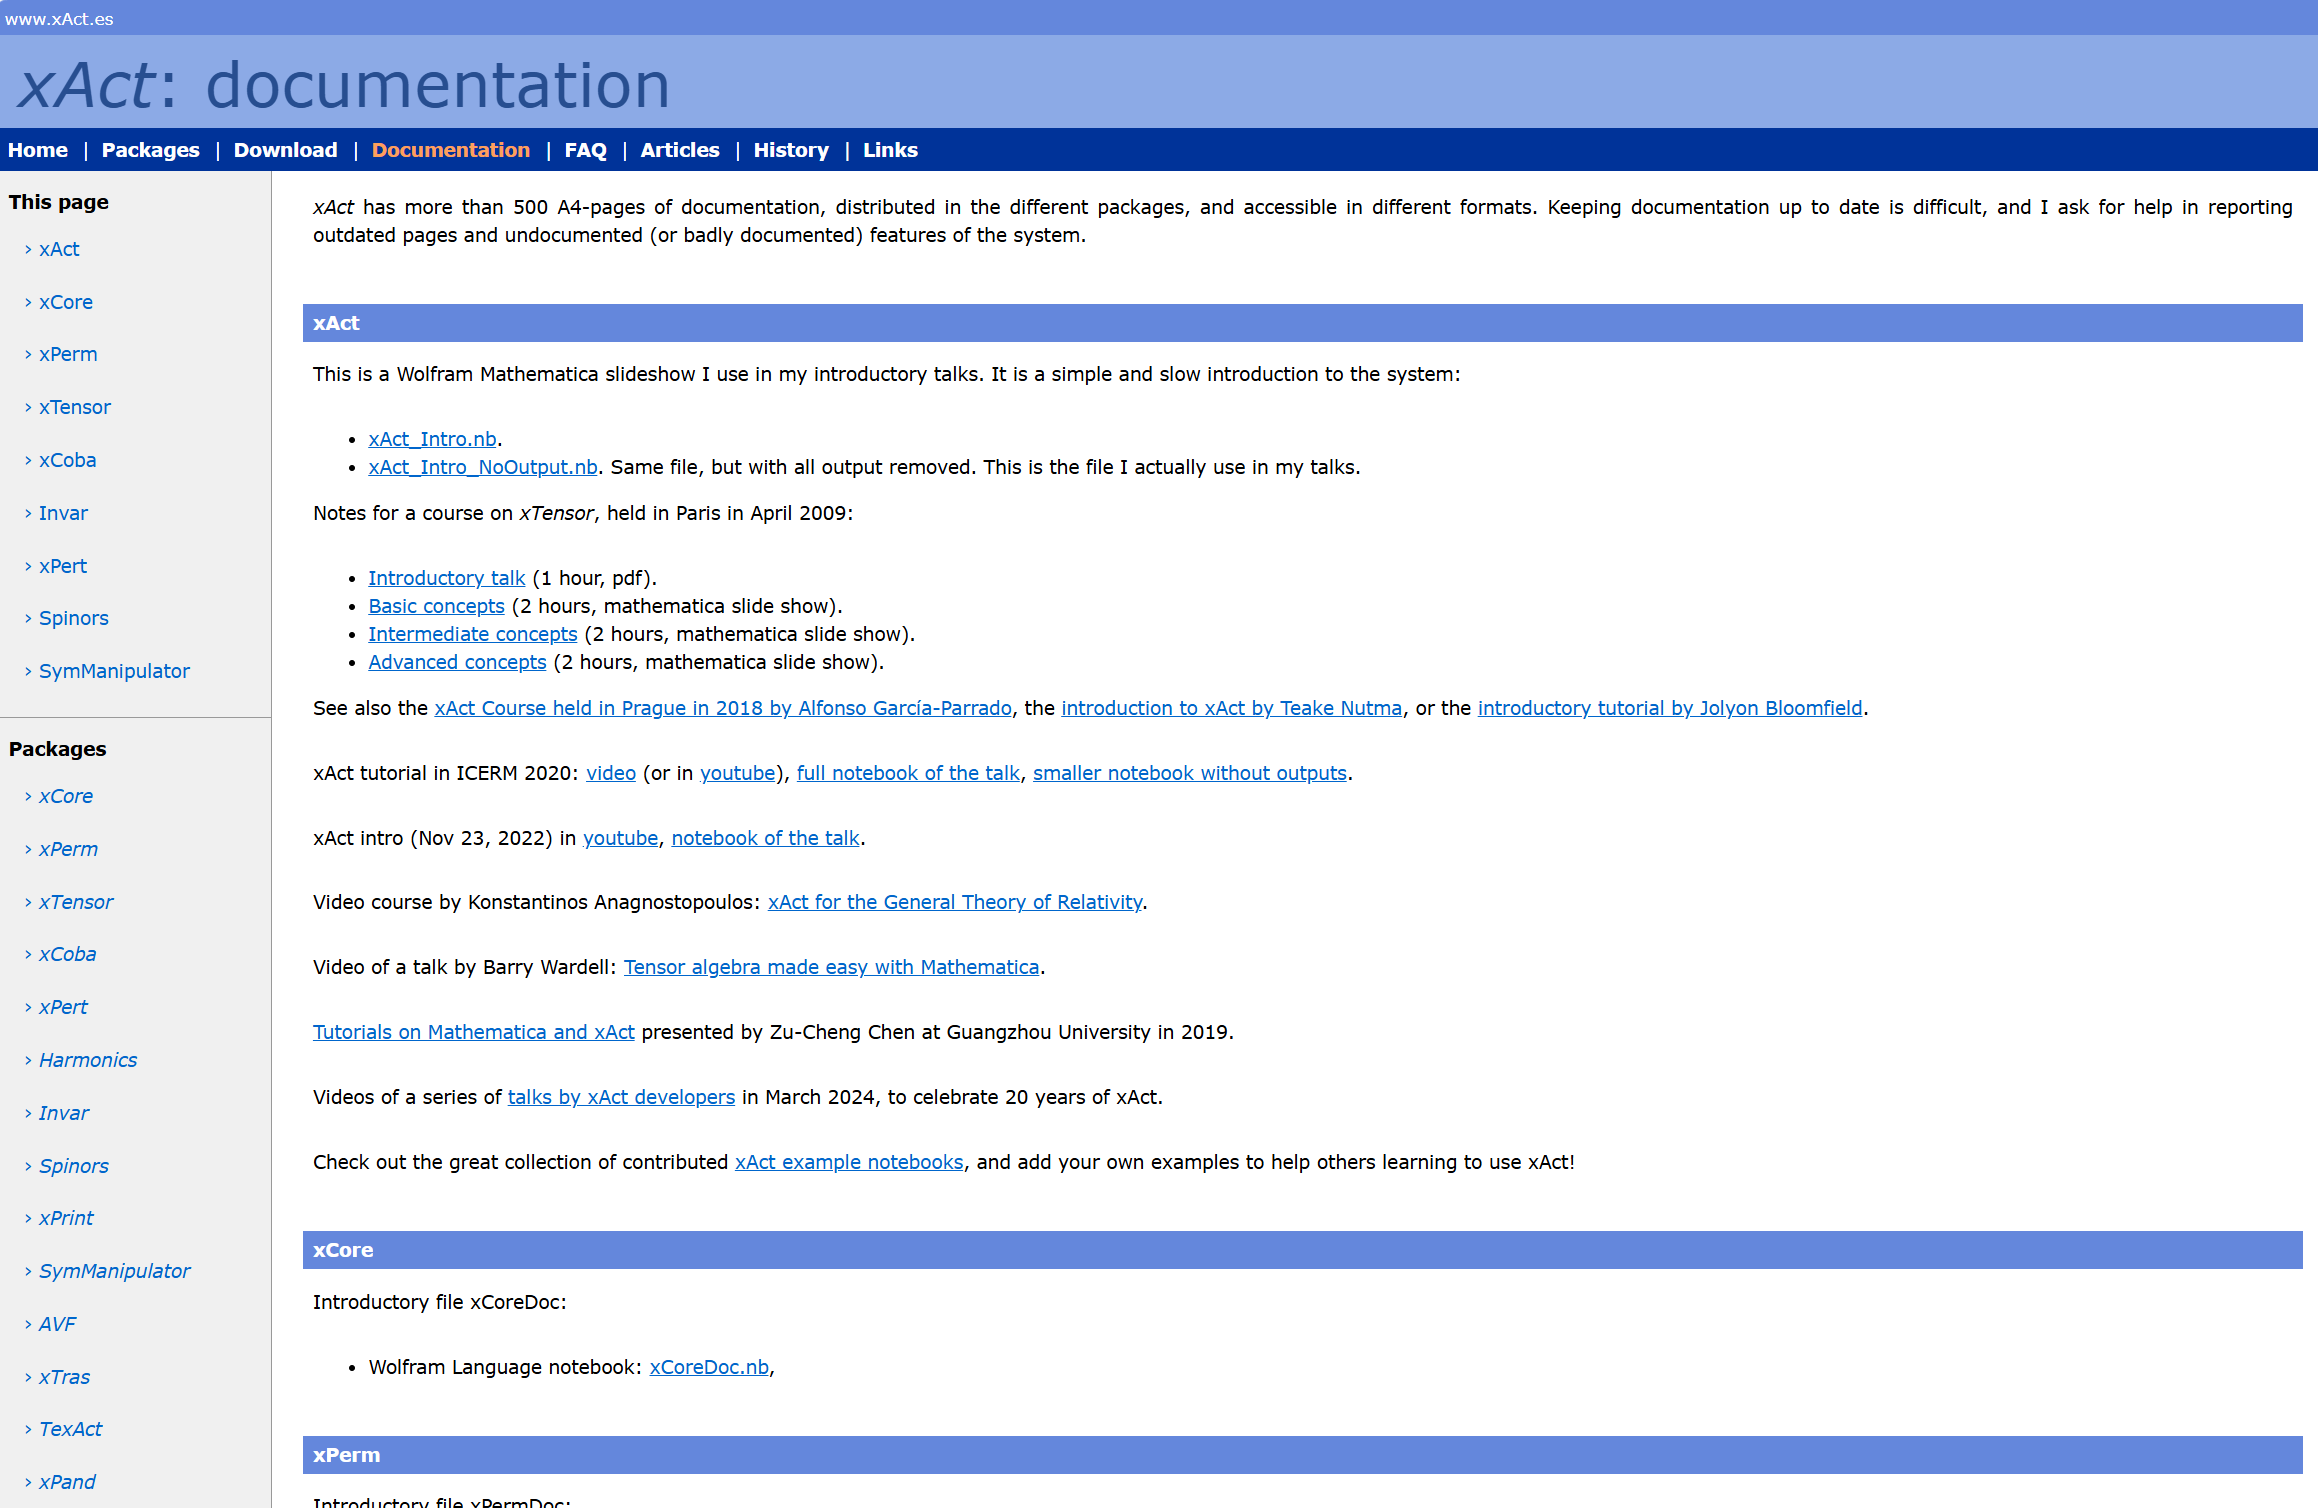 www.xAct.es
xAct: documentation
Home | Packages | Download | Documentation | FAQ | Articles | History | Links
This page
› xAct
› xCore
› xPerm
› xTensor
› xCoba
› Invar
› xPert
› Spinors
› SymManipulator
Packages
› xCore
› xPerm
› xTensor
› xCoba
› xPert
› Harmonics
› Invar
› Spinors
› xPrint
› SymManipulator
› AVF
› xTras
› TexAct
› xPand
xAct has more than 500 A4-pages of documentation, distributed in the different packages, and accessible in different formats. Keeping documentation up to date is difficult, and I ask for help in reporting
outdated pages and undocumented (or badly documented) features of the system.
xAct
This is a Wolfram Mathematica slideshow I use in my introductory talks. It is a simple and slow introduction to the system:
• xAct_Intro.nb.
• xAct_Intro_NoOutput.nb. Same file, but with all output removed. This is the file I actually use in my talks.
Notes for a course on xTensor, held in Paris in April 2009:
• Introductory talk (1 hour, pdf).
• Basic concepts (2 hours, mathematica slide show).
• Intermediate concepts (2 hours, mathematica slide show).
• Advanced concepts (2 hours, mathematica slide show).
See also the xAct Course held in Prague in 2018 by Alfonso García-Parrado, the introduction to xAct by Teake Nutma, or the introductory tutorial by Jolyon Bloomfield.
xAct tutorial in ICERM 2020: video (or in youtube), full notebook of the talk, smaller notebook without outputs.
xAct intro (Nov 23, 2022) in youtube, notebook of the talk.
Video course by Konstantinos Anagnostopoulos: xAct for the General Theory of Relativity.
Video of a talk by Barry Wardell: Tensor algebra made easy with Mathematica.
Tutorials on Mathematica and xAct presented by Zu-Cheng Chen at Guangzhou University in 2019.
Videos of a series of talks by xAct developers in March 2024, to celebrate 20 years of xAct.
Check out the great collection of contributed xAct example notebooks, and add your own examples to help others learning to use xAct!
xCore
Introductory file xCoreDoc:
• Wolfram Language notebook: xCoreDoc.nb,
xPerm
Introductory file xPermDoc: